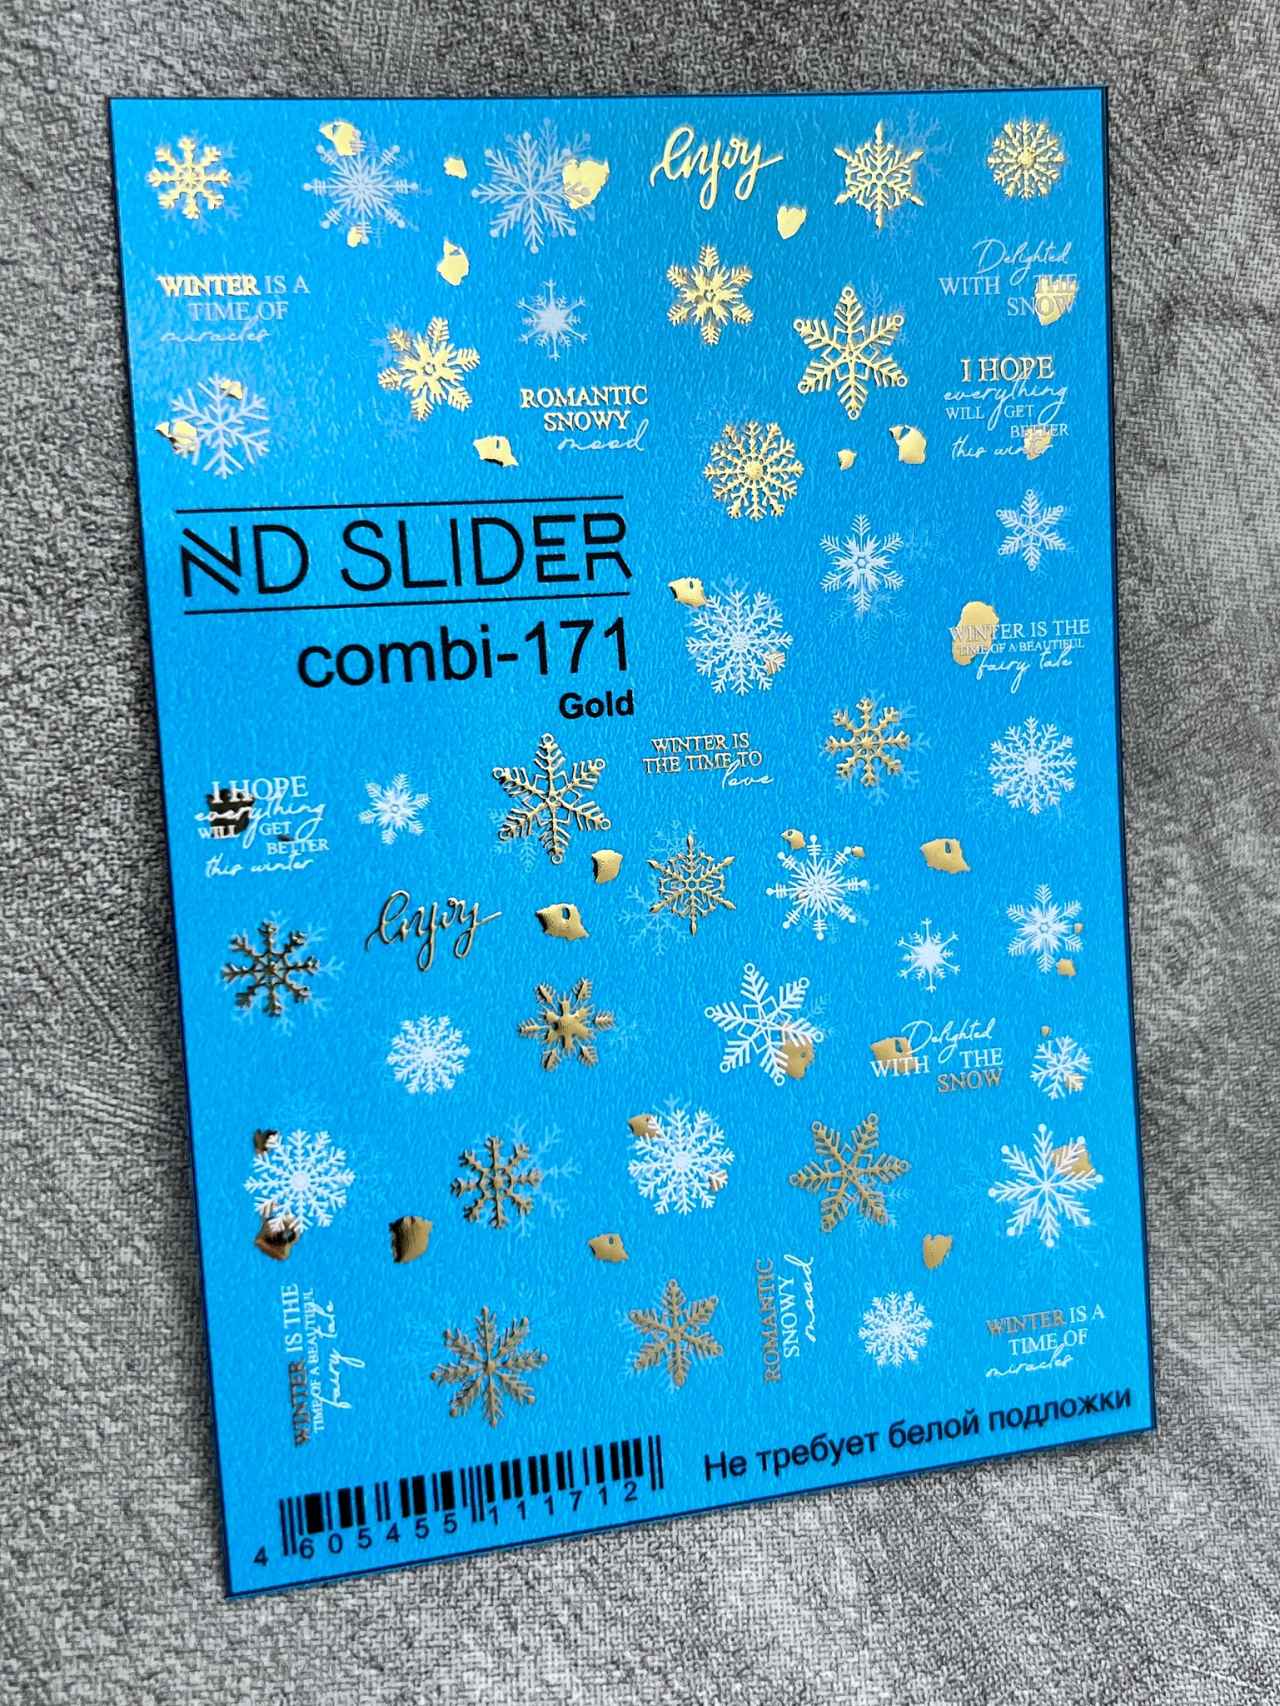 enjoy
WINTER IS A
TIME OF
miracles
Delighted
WITH THE
SNOW
ROMANTIC
SNOWY
mood
I HOPE
everything
WILL GET
BETTER
this winter
ND SLIDER
combi-171
Gold
WINTER IS THE
TIME OF A BEAUTIFUL
fairy tale
WINTER IS
THE TIME TO
love
I HOPE
everything
WILL GET
BETTER
this winter
enjoy
Delighted
WITH THE
SNOW
WINTER IS THE
TIME OF A BEAUTIFUL
fairy tale
ROMANTIC
SNOWY
mood
WINTER IS A
TIME OF
miracles
Не требует белой подложки
4 605455 111712